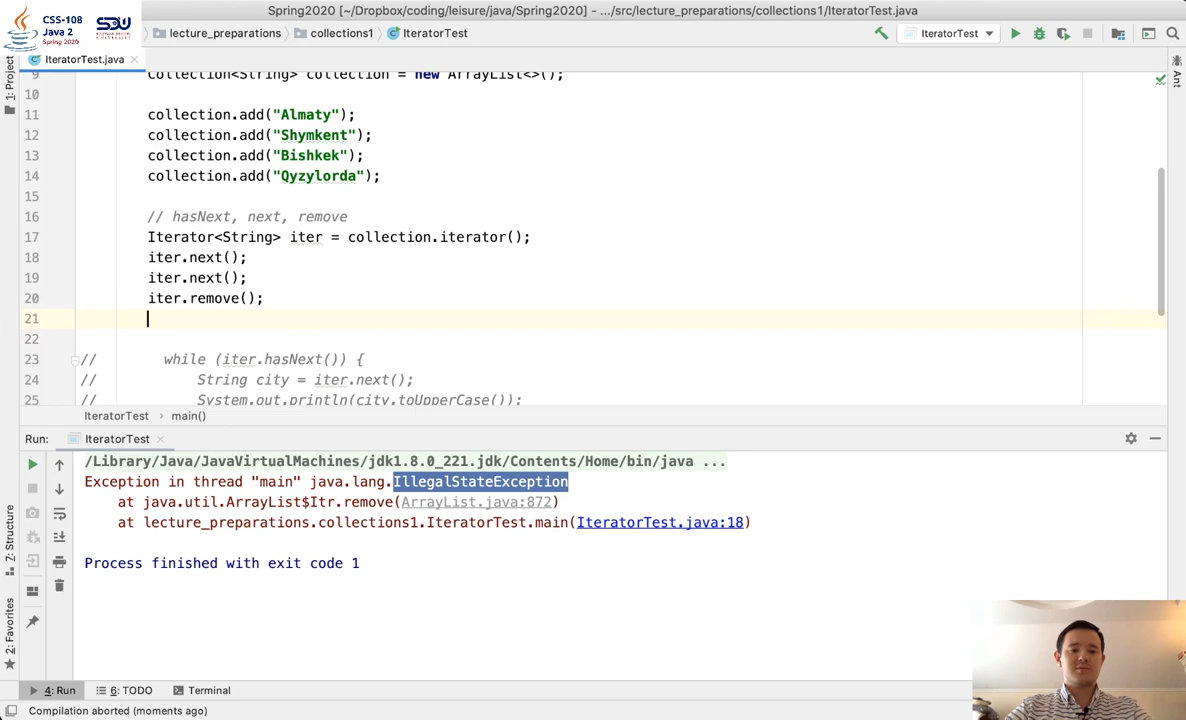 Spring2020 [~/Dropbox/coding/leisure/java/Spring2020] - .../src/lecture_preparations/collections1/IteratorTest.java
CSS-108
Java 2
Spring 2020
SDU
lecture_preparations
collections1
IteratorTest
IteratorTest
IteratorTest.java
1: Project
Ant
9 Collection<String> collection = new ArrayList<>();
10
11 collection.add("Almaty");
12 collection.add("Shymkent");
13 collection.add("Bishkek");
14 collection.add("Qyzylorda");
15
16 // hasNext, next, remove
17 Iterator<String> iter = collection.iterator();
18 iter.next();
19 iter.next();
20 iter.remove();
21
22
23 // while (iter.hasNext()) {
24 // String city = iter.next();
25 // System.out.println(city.toUpperCase());
IteratorTest > main()
Run: IteratorTest
/Library/Java/JavaVirtualMachines/jdk1.8.0_221.jdk/Contents/Home/bin/java ...
Exception in thread "main" java.lang.IllegalStateException
at java.util.ArrayList$Itr.remove(ArrayList.java:872)
at lecture_preparations.collections1.IteratorTest.main(IteratorTest.java:18)
Process finished with exit code 1
Z: Structure
2: Favorites
4: Run
6: TODO
Terminal
Compilation aborted (moments ago)